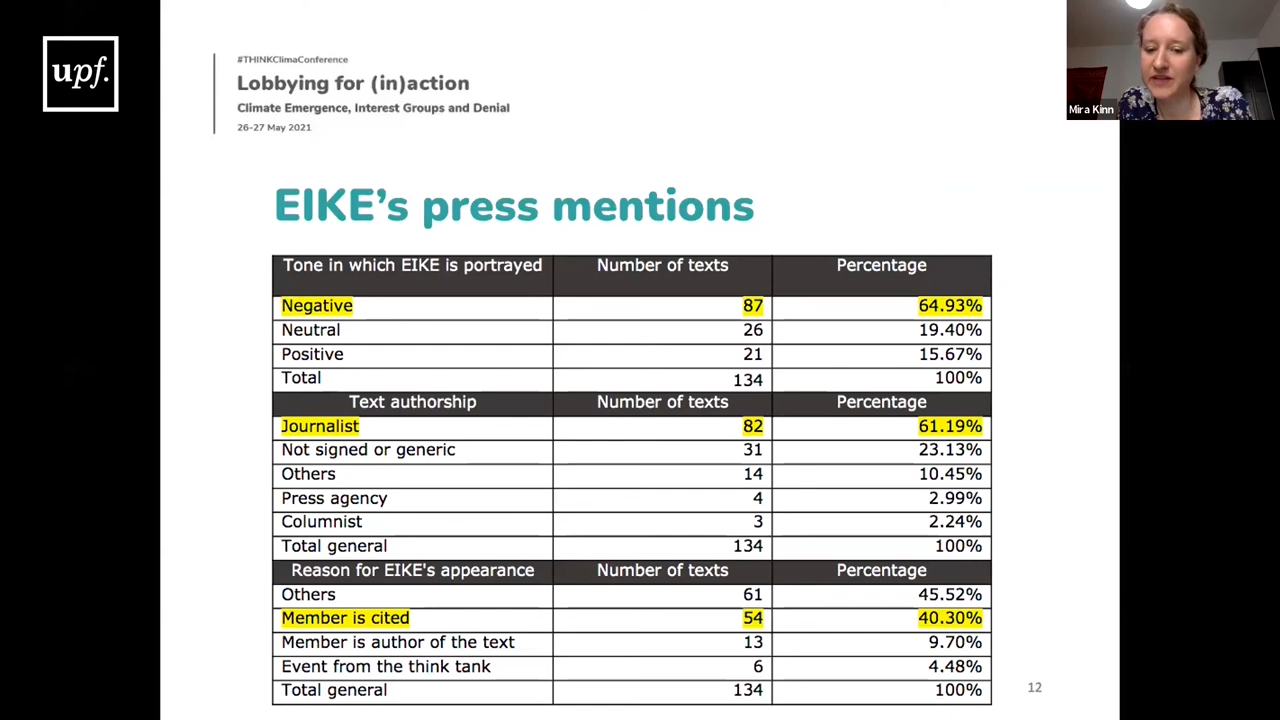 upf.
#THINKClimaConference
Lobbying for (in)action
Climate Emergence, Interest Groups and Denial
26-27 May 2021
Mira Kinn
EIKE's press mentions
Tone in which EIKE is portrayed Number of texts Percentage
Negative 87 64.93%
Neutral 26 19.40%
Positive 21 15.67%
Total 134 100%
Text authorship Number of texts Percentage
Journalist 82 61.19%
Not signed or generic 31 23.13%
Others 14 10.45%
Press agency 4 2.99%
Columnist 3 2.24%
Total general 134 100%
Reason for EIKE's appearance Number of texts Percentage
Others 61 45.52%
Member is cited 54 40.30%
Member is author of the text 13 9.70%
Event from the think tank 6 4.48%
Total general 134 100%
12